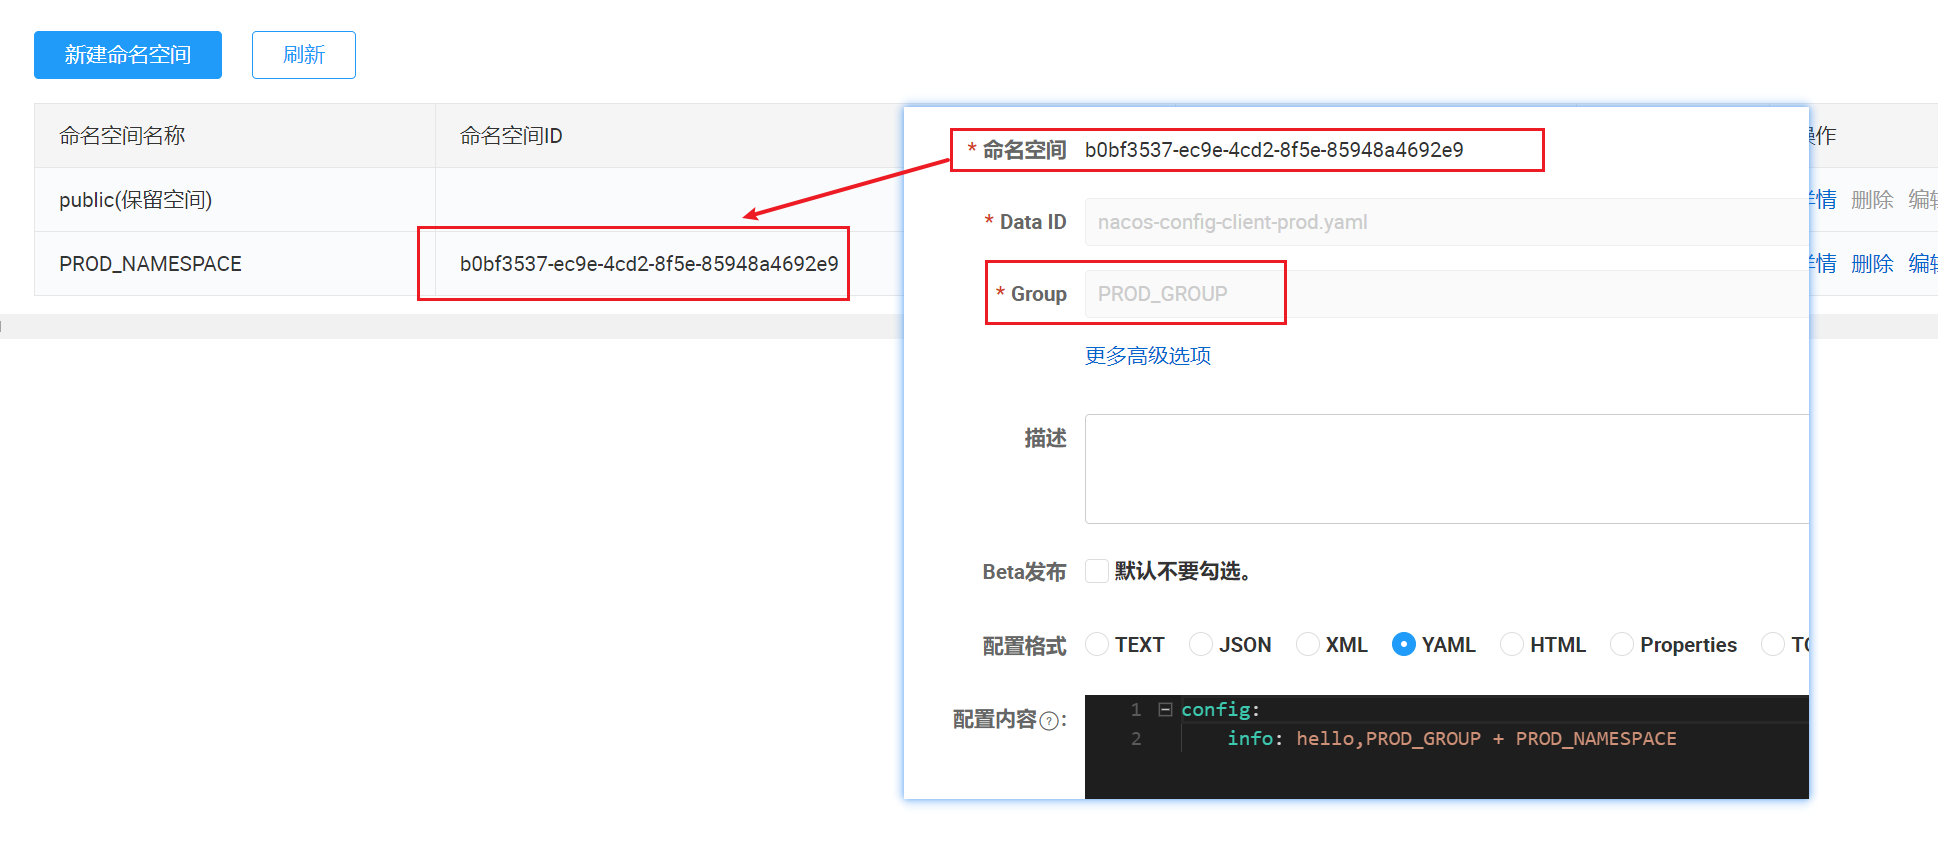 新建命名空间 刷新
命名空间名称 命名空间ID 操作
public(保留空间) 详情 删除 编辑
PROD_NAMESPACE b0bf3537-ec9e-4cd2-8f5e-85948a4692e9 详情 删除 编辑
* 命名空间 b0bf3537-ec9e-4cd2-8f5e-85948a4692e9
* Data ID nacos-config-client-prod.yaml
* Group PROD_GROUP
更多高级选项
描述
Beta发布 默认不要勾选。
配置格式 TEXT JSON XML YAML HTML Properties
配置内容?:
1 config:
2 info: hello,PROD_GROUP + PROD_NAMESPACE